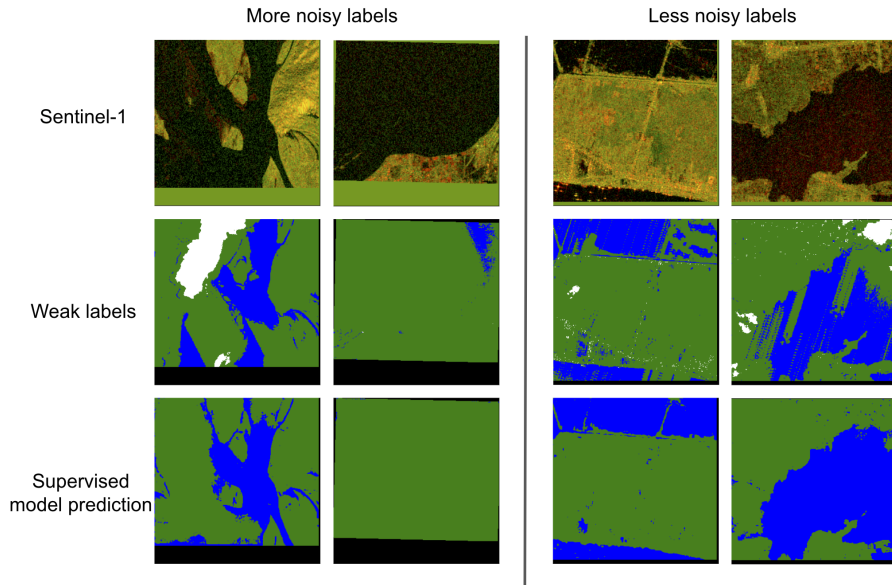 More noisy labels
Less noisy labels
Sentinel-1
Weak labels
Supervised
model prediction